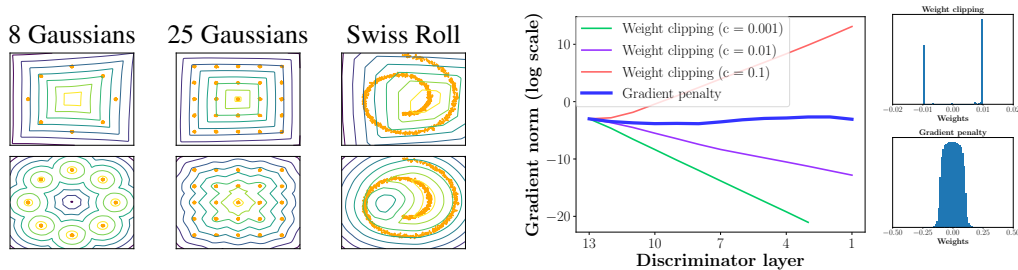 8 Gaussians
25 Gaussians
Swiss Roll
Gradient norm (log scale)
10
0
−10
−20
13
10
7
4
1
Discriminator layer
Weight clipping (c = 0.001)
Weight clipping (c = 0.01)
Weight clipping (c = 0.1)
Gradient penalty
Weight clipping
−0.02
−0.01
0.00
0.01
0.02
Weights
Gradient penalty
−0.50
−0.25
0.00
0.25
0.50
Weights